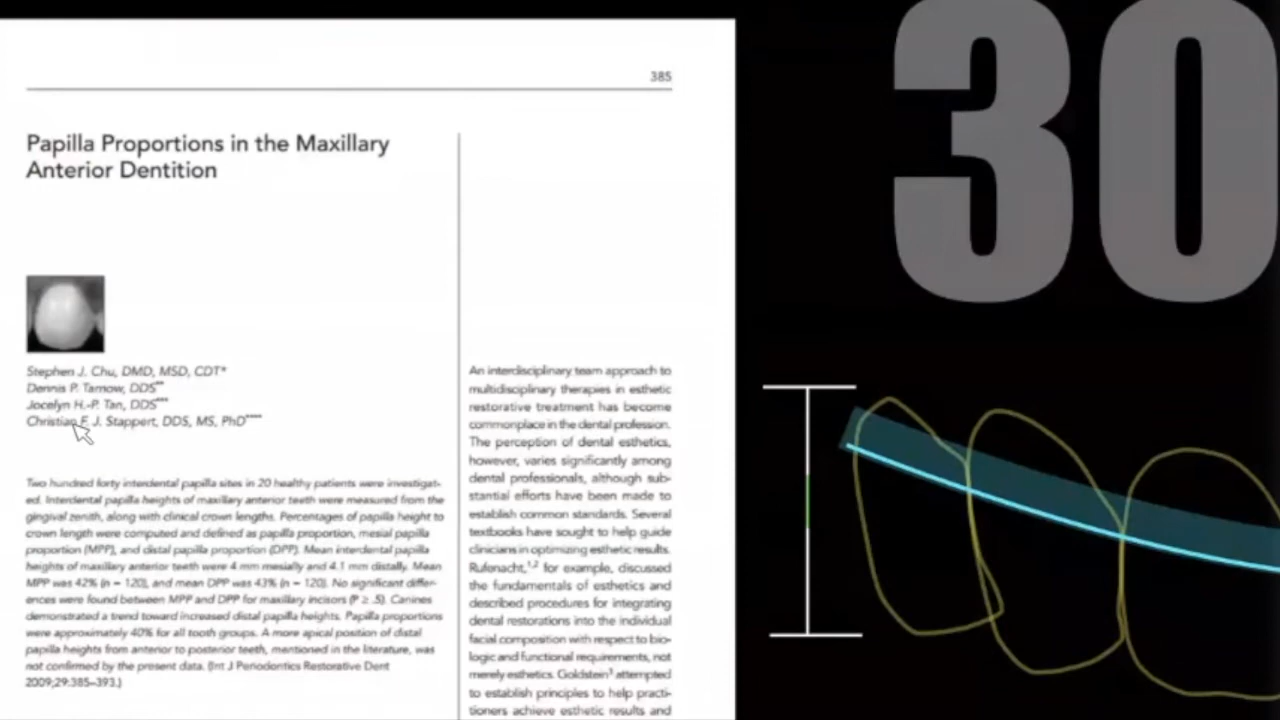 385
Papilla Proportions in the Maxillary
Anterior Dentition
Stephen J. Chu, DMD, MSD, CDT*
Dennis P. Tarnow, DDS**
Jocelyn H.-P. Tan, DDS***
Christian F. J. Stappert, DDS, MS, PhD****
Two hundred forty interdental papilla sites in 20 healthy patients were investigat-
ed. Interdental papilla heights of maxillary anterior teeth were measured from the
gingival zenith, along with clinical crown lengths. Percentages of papilla height to
crown length were computed and defined as papilla proportion, mesial papilla
proportion (MPP), and distal papilla proportion (DPP). Mean interdental papilla
heights of maxillary anterior teeth were 4 mm mesially and 4.1 mm distally. Mean
MPP was 42% (n = 120), and mean DPP was 43% (n = 120). No significant differ-
ences were found between MPP and DPP for maxillary incisors (P ≥ .5). Canines
demonstrated a trend toward increased distal papilla heights. Papilla proportions
were approximately 40% for all tooth groups. A more apical position of distal
papilla heights from anterior to posterior teeth, mentioned in the literature, was
not confirmed by the present data. (Int J Periodontics Restorative Dent
2009;29:385–393.)
An interdisciplinary team approach to
multidisciplinary therapies in esthetic
restorative treatment has become
commonplace in the dental profession.
The perception of dental esthetics,
however, varies significantly among
dental professionals, although sub-
stantial efforts have been made to
establish common standards. Several
textbooks have sought to help guide
clinicians in optimizing esthetic results.
Rufenacht,1,2 for example, discussed
the fundamentals of esthetics and
described procedures for integrating
dental restorations into the individual
facial composition with respect to bio-
logic and functional requirements, not
merely esthetics. Goldstein3 attempted
to establish principles to help practi-
tioners achieve esthetic results and
30